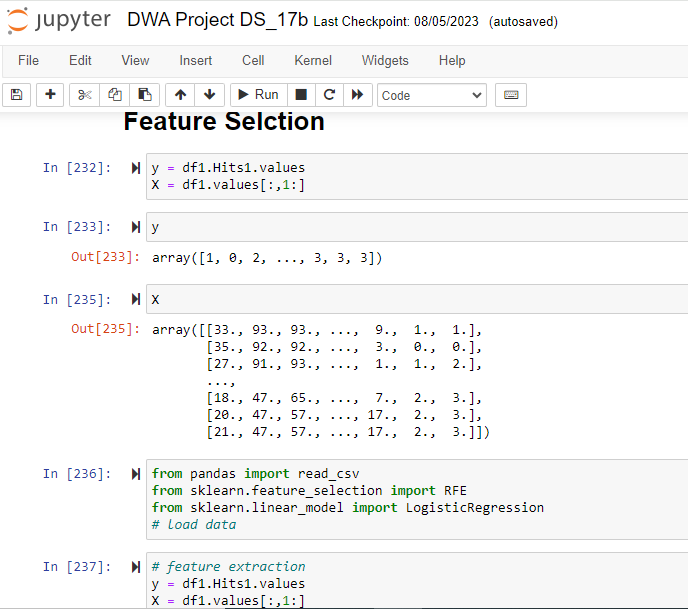 jupyter DWA Project DS_17b Last Checkpoint: 08/05/2023 (autosaved)
File Edit View Insert Cell Kernel Widgets Help
Run Code
Feature Selction
In [232]: y = df1.Hits1.values
X = df1.values[:,1:]
In [233]: y
Out[233]: array([1, 0, 2, ..., 3, 3, 3])
In [235]: X
Out[235]: array([[33., 93., 93., ..., 9., 1., 1.],
[35., 92., 92., ..., 3., 0., 0.],
[27., 91., 93., ..., 1., 1., 2.],
...,
[18., 47., 65., ..., 7., 2., 3.],
[20., 47., 57., ..., 17., 2., 3.],
[21., 47., 57., ..., 17., 2., 3.]])
In [236]: from pandas import read_csv
from sklearn.feature_selection import RFE
from sklearn.linear_model import LogisticRegression
# load data
In [237]: # feature extraction
y = df1.Hits1.values
X = df1.values[:,1:]